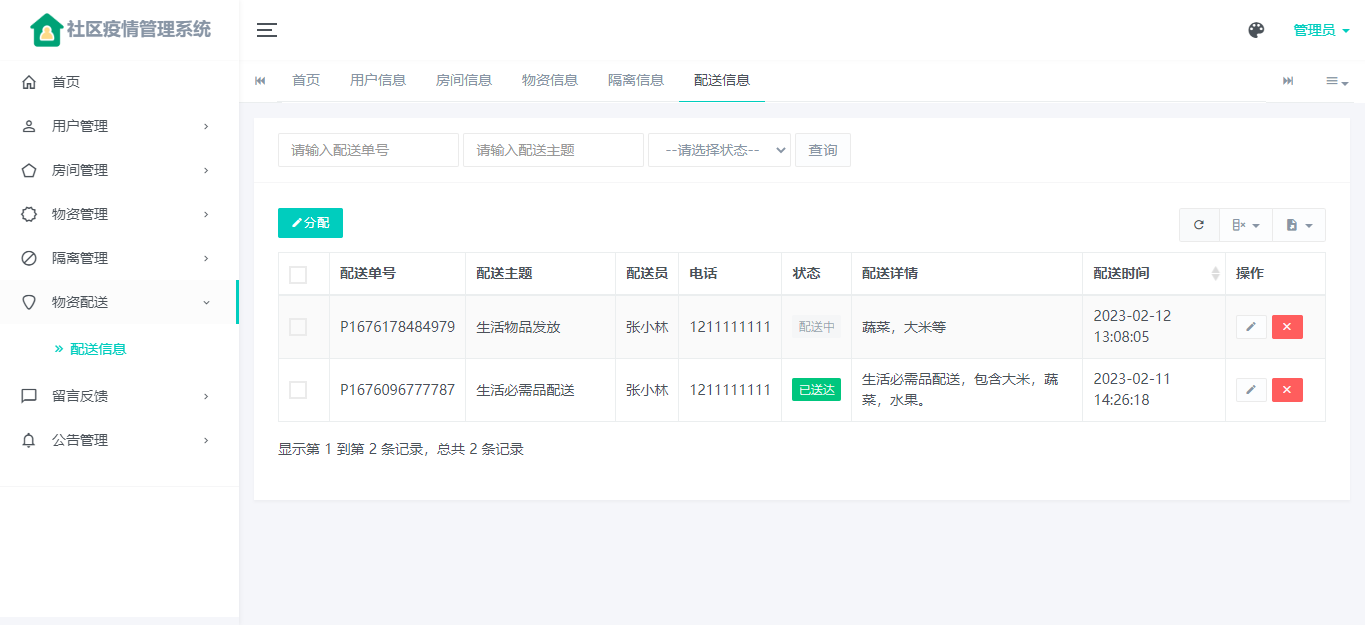 社区疫情管理系统
管理员
首页
用户管理
房间管理
物资管理
隔离管理
物资配送
配送信息
留言反馈
公告管理
首页 用户信息 房间信息 物资信息 隔离信息 配送信息
请输入配送单号 请输入配送主题 --请选择状态-- 查询
分配
配送单号 配送主题 配送员 电话 状态 配送详情 配送时间 操作
P1676178484979 生活物品发放 张小林 1211111111 配送中 蔬菜，大米等 2023-02-12
13:08:05
P1676096777787 生活必需品配送 张小林 1211111111 已送达 生活必需品配送，包含大米，蔬 2023-02-11
菜，水果。 14:26:18
显示第 1 到第 2 条记录，总共 2 条记录